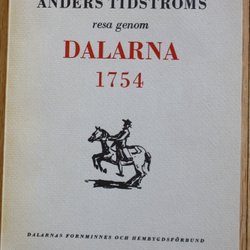 ANDERS TIDSTRÖMS
resa genom
DALARNA
1754
DALARNAS FORNMINNES OCH HEMBYGDSFÖRBUND